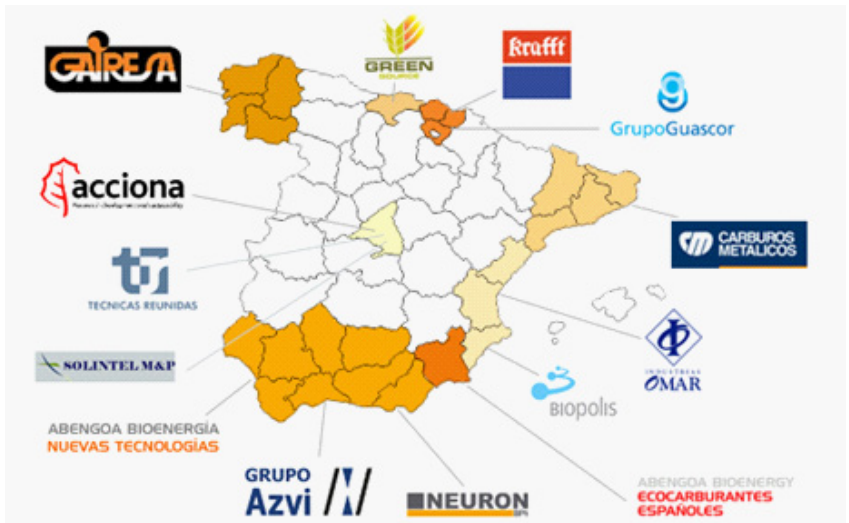 GAIRESA
GREEN
SOURCE
krafft
GrupoGuascor
acciona
CARBUROS
METALICOS
TECNICAS REUNIDAS
SOLINTEL M&P
INDUSTRIAS
OMAR
BIOPOLIS
ABENGOA BIOENERGÍA
NUEVAS TECNOLOGÍAS
GRUPO
Azvi
NEURON
ABENGOA BIOENERGY
ECOCARBURANTES
ESPAÑOLES